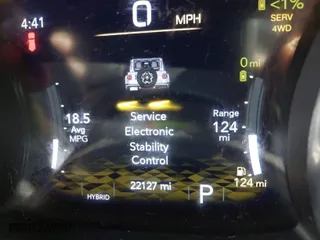 4:41
0 MPH
<1%
SERV
4WD
0 mi
18.5
Avg
MPG
Service
Electronic
Stability
Control
Range
124
mi
22127 mi
HYBRID
P
124 mi